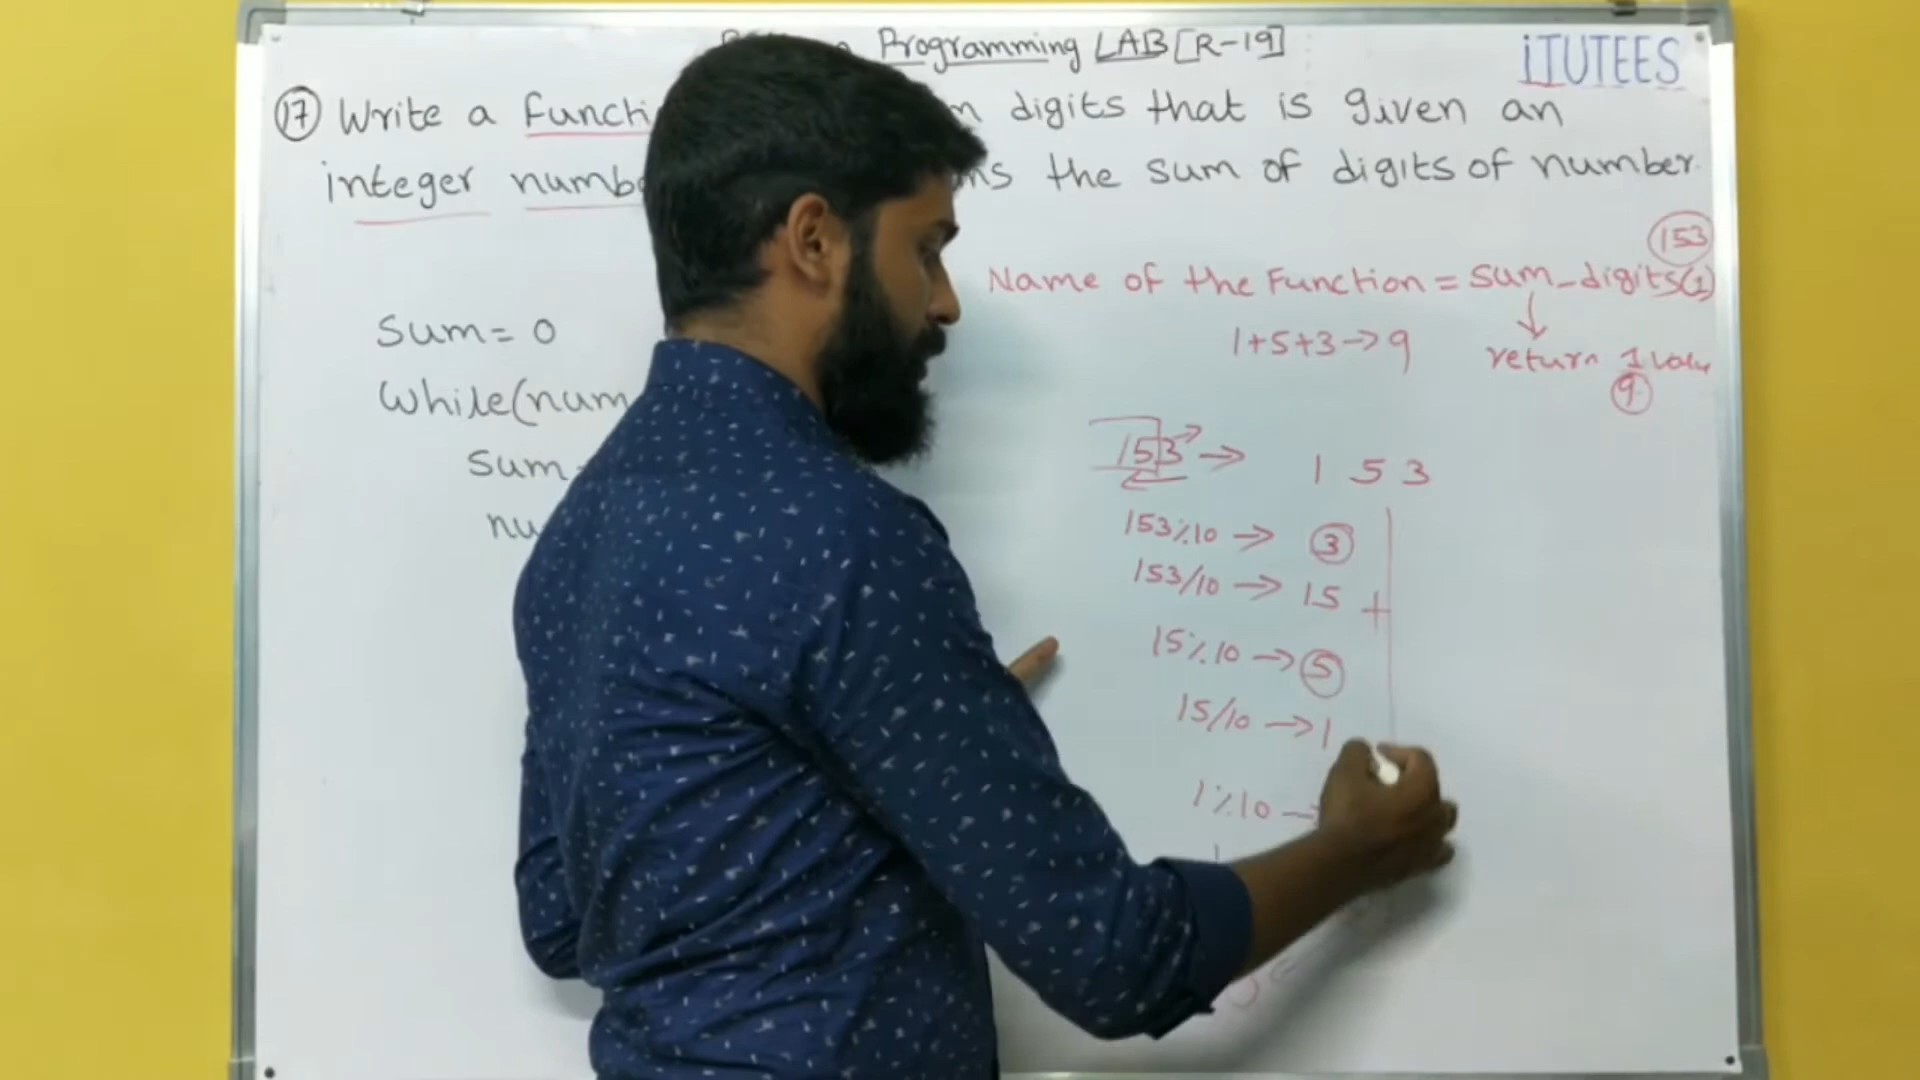 Programming LAB [R-19]
iTUTEES
17 Write a functi digits that is given an
integer numb the sum of digits of number.
153
Name of the Function = sum_digits(1)
sum= 0
1+5+3→9
return 1 valu
9
while(num
153 → 1 5 3
sum
153%10 → 3
nu
153/10 → 15 +
15%10 → 5
15/10 → 1
1%10 →